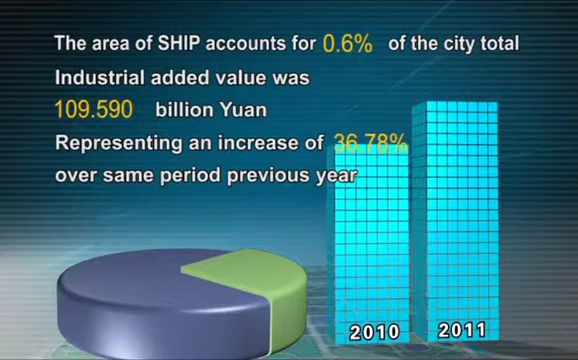 The area of SHIP accounts for 0.6% of the city total
Industrial added value was
109.590 billion Yuan
Representing an increase of 36.78%
over same period previous year
2010 2011